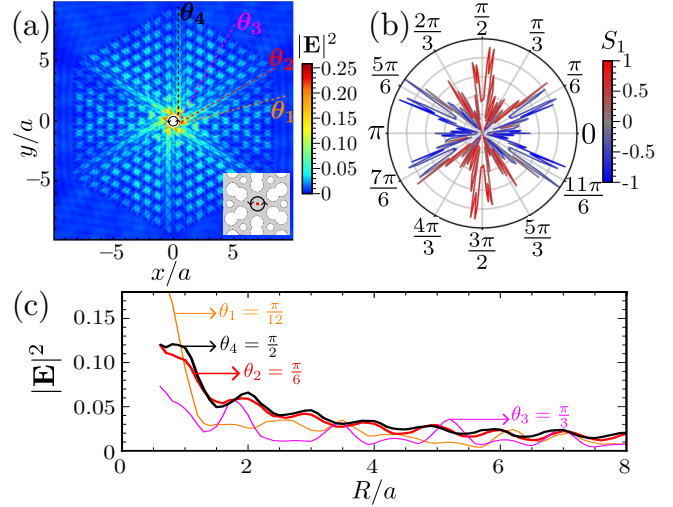 (a)
θ₄
θ₃
θ₂
θ₁
|E|²
0.25
0.20
0.15
0.10
0.05
0
y/a
5
0
−5
−5 0 5
x/a
(b)
π/2
π/3
π/6
0
11π/6
5π/3
3π/2
4π/3
7π/6
π
5π/6
2π/3
S₁
1
0.5
0
-0.5
-1
(c)
|E|²
0.15
0.10
0.05
0
θ₁ = π/12
θ₄ = π/2
θ₂ = π/6
θ₃ = π/3
0 2 4 6 8
R/a